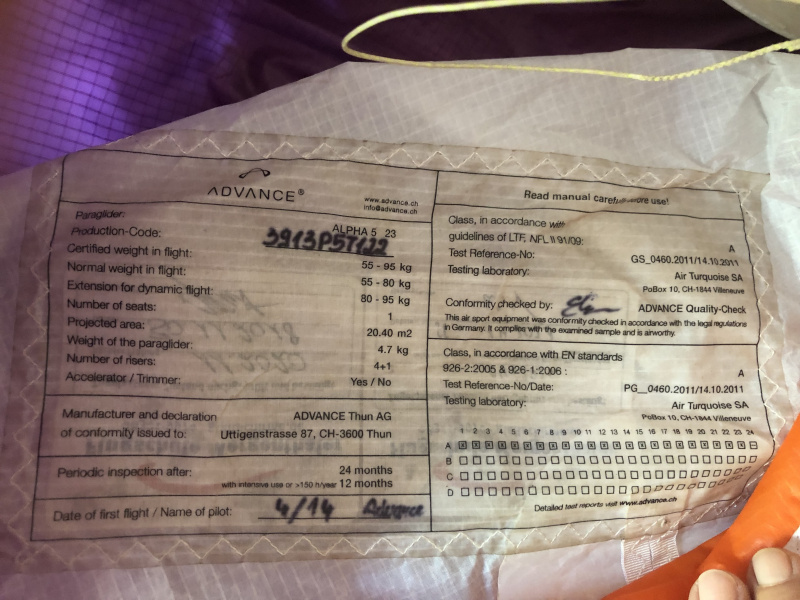 ADVANCE®
www.advance.ch
info@advance.ch
Paraglider: ALPHA 5 23
Production-Code: 3913P5T122
Certified weight in flight: 55 - 95 kg
Normal weight in flight: 55 - 80 kg
Extension for dynamic flight: 80 - 95 kg
Number of seats: 1
Projected area: 20.40 m2
Weight of the paraglider: 4.7 kg
Number of risers: 4+1
Accelerator / Trimmer: Yes / No
Manufacturer and declaration ADVANCE Thun AG
of conformity issued to: Uttigenstrasse 87, CH-3600 Thun
Periodic inspection after: 24 months
with intensive use or >150 h/year 12 months
Date of first flight / Name of pilot: 4/14 Advance
Read manual carefully before use!
Class, in accordance with
guidelines of LTF, NFL II 91/09: A
Test Reference-No: GS_0460.2011/14.10.2011
Testing laboratory: Air Turquoise SA
PoBox 10, CH-1844 Villeneuve
Conformity checked by: ADVANCE Quality-Check
This air sport equipment was conformity checked in accordance with the legal regulations
in Germany. It complies with the examined sample and is airworthy.
Class, in accordance with EN standards
926-2:2005 & 926-1:2006 : A
Test Reference-No/Date: PG__0460.2011/14.10.2011
Testing laboratory: Air Turquoise SA
PoBox 10, CH-1844 Villeneuve
1 2 3 4 5 6 7 8 9 10 11 12 13 14 15 16 17 18 19 20 21 22 23 24
A
B
C
D
Detailed test reports visit www.advance.ch